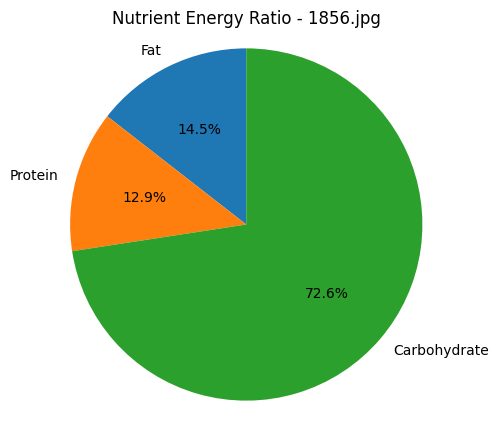 Nutrient Energy Ratio - 1856.jpg
Fat
14.5%
Protein
12.9%
72.6%
Carbohydrate